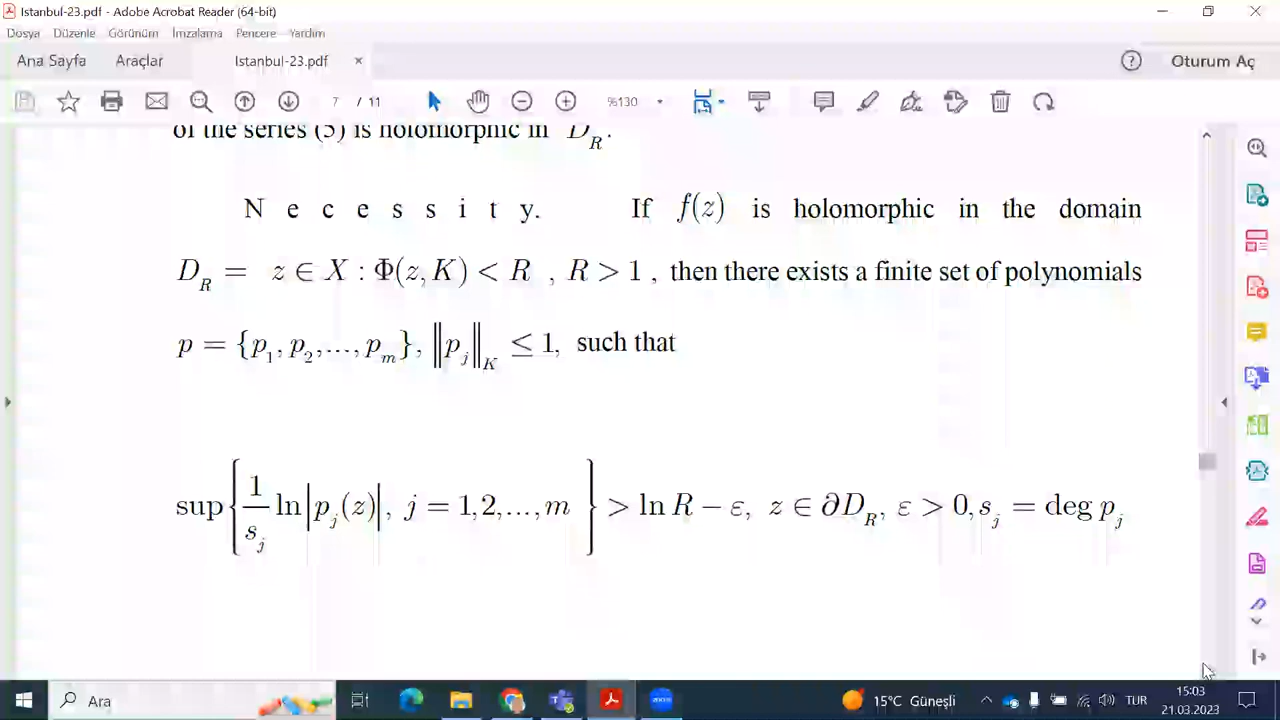 Istanbul-23.pdf - Adobe Acrobat Reader (64-bit)
Dosya Düzenle Görünüm İmzalama Pencere Yardım
Ana Sayfa Araçlar Istanbul-23.pdf × Oturum Aç
7 / 11 %130
of the series (5) is holomorphic in D_R.
N e c e s s i t y. If f(z) is holomorphic in the domain
D_R = z ∈ X : Φ(z, K) < R , R > 1 , then there exists a finite set of polynomials
p = {p_1, p_2,..., p_m}, ‖p_j‖_K ≤ 1, such that
sup{1/s_j ln|p_j(z)|, j = 1,2,...,m} > ln R − ε, z ∈ ∂D_R, ε > 0, s_j = deg p_j
Ara 15°C Güneşli TUR 15:03
21.03.2023